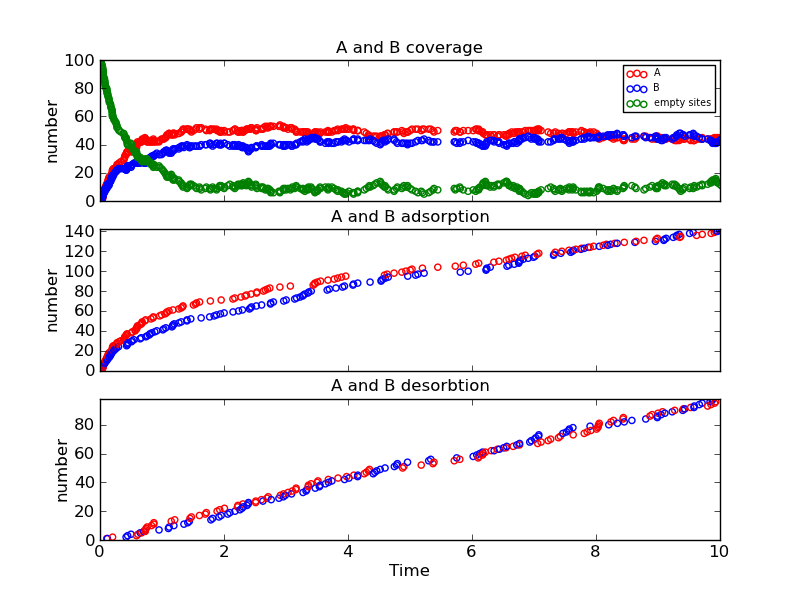 A and B coverage
100
80
60
40
20
0
number
A
B
empty sites
A and B adsorption
140
120
100
80
60
40
20
0
number
A and B desorbtion
80
60
40
20
0
number
0 2 4 6 8 10
Time